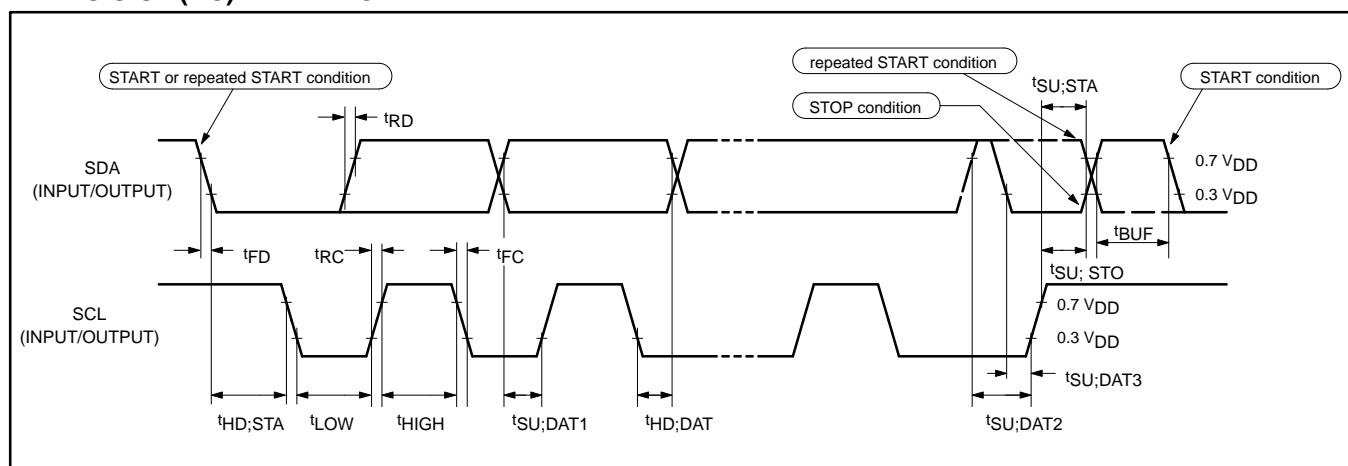 START or repeated START condition
repeated START condition
tSU;STA
START condition
STOP condition
tRD
SDA
(INPUT/OUTPUT)
0.7 VDD
0.3 VDD
tFD
tRC
tFC
tBUF
tSU; STO
SCL
(INPUT/OUTPUT)
0.7 VDD
0.3 VDD
tSU;DAT3
tHD;STA
tLOW
tHIGH
tSU;DAT1
tHD;DAT
tSU;DAT2